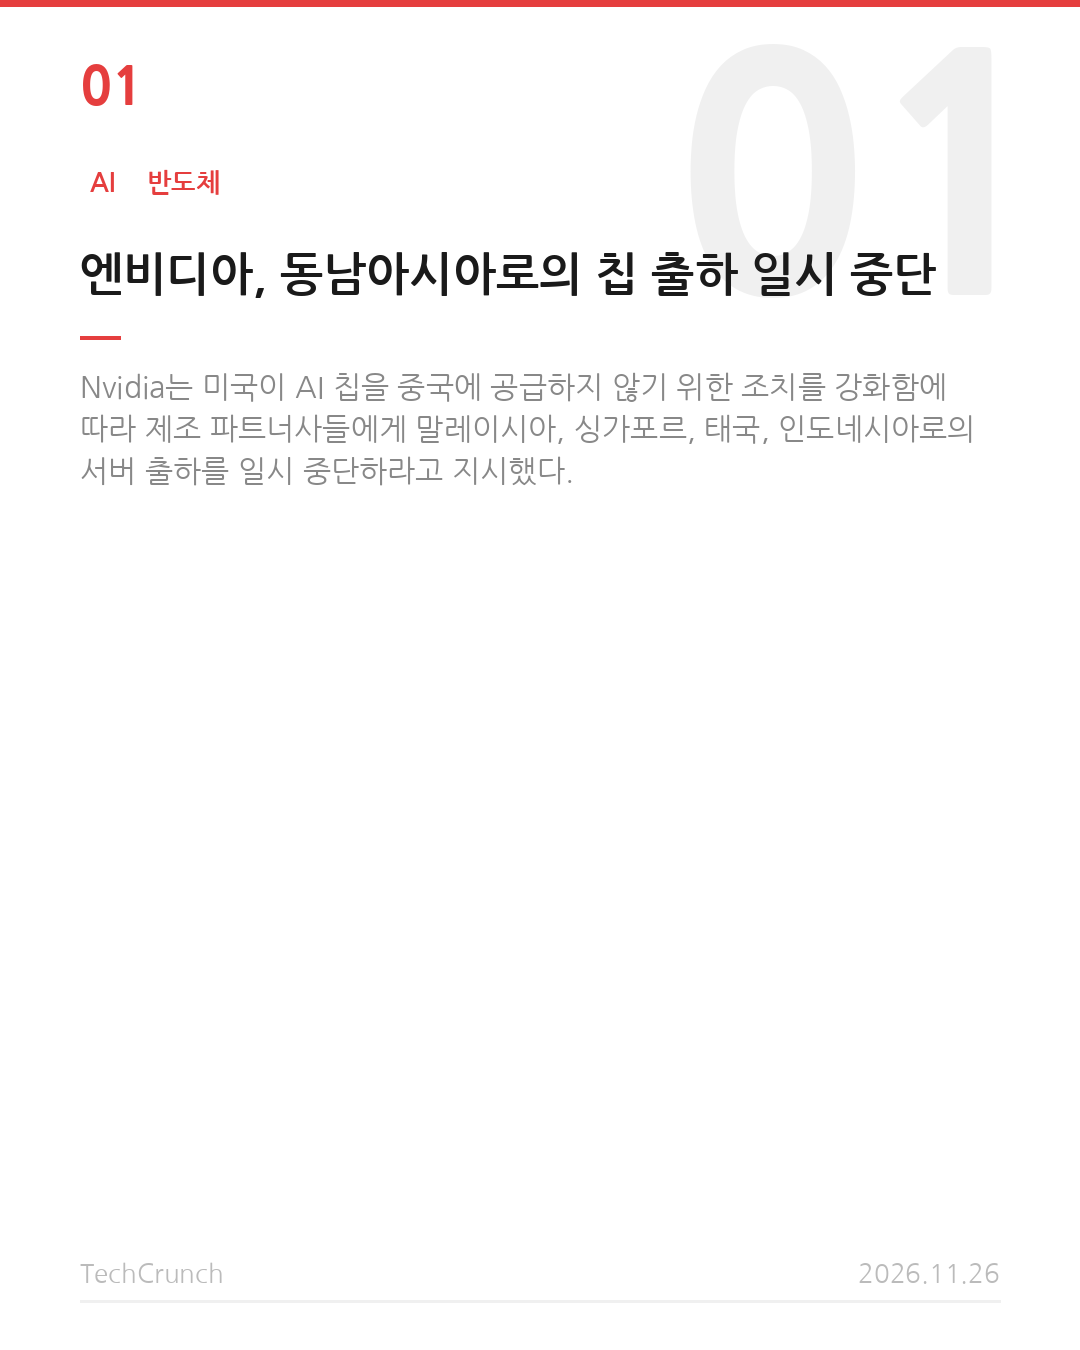 01
01
AI 반도체
엔비디아, 동남아시아로의 칩 출하 일시 중단
Nvidia는 미국이 AI 칩을 중국에 공급하지 않기 위한 조치를 강화함에
따라 제조 파트너사들에게 말레이시아, 싱가포르, 태국, 인도네시아로의
서버 출하를 일시 중단하라고 지시했다.
TechCrunch 2026.11.26